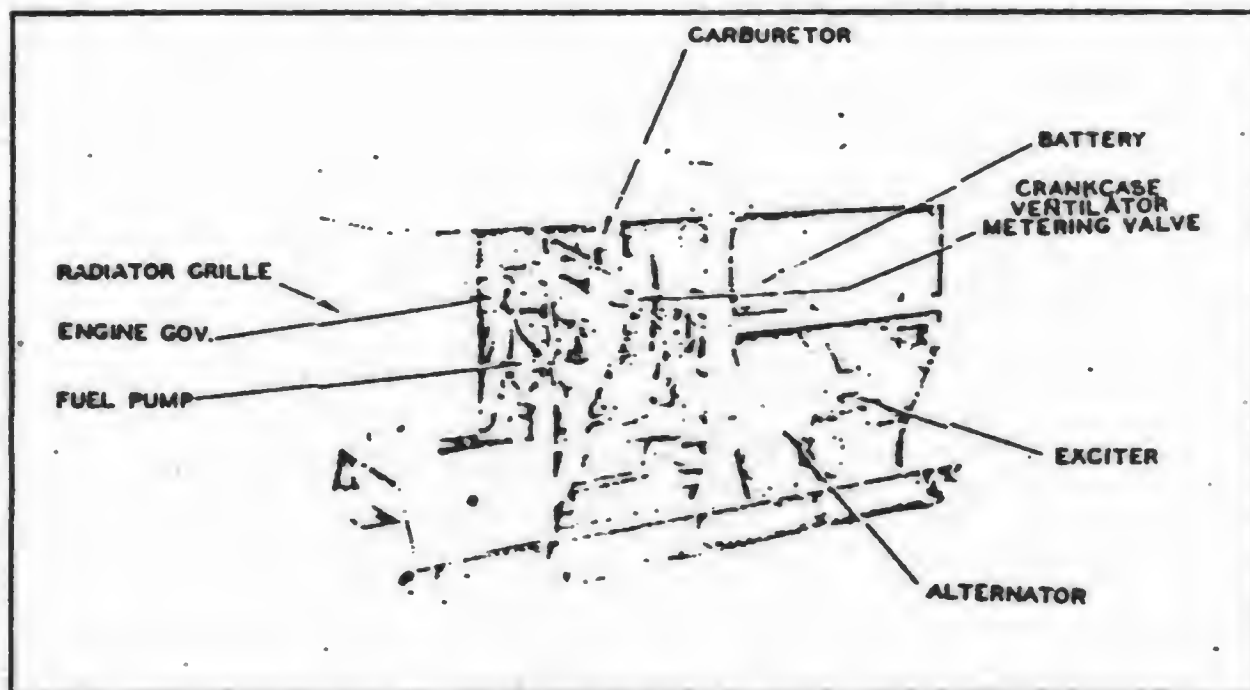 CARBURETOR
BATTERY
CRANKCASE
VENTILATOR
METERING VALVE
RADIATOR GRILLE
ENGINE GOV.
FUEL PUMP
EXCITER
ALTERNATOR